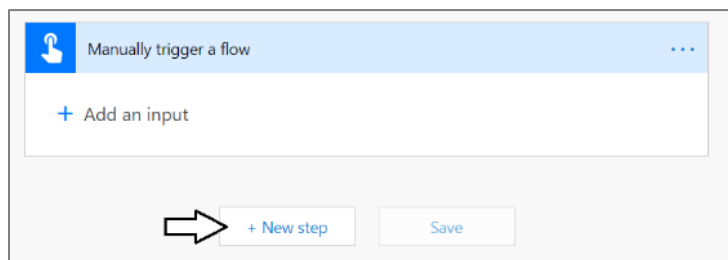 Manually trigger a flow
+ Add an input
+ New step
Save